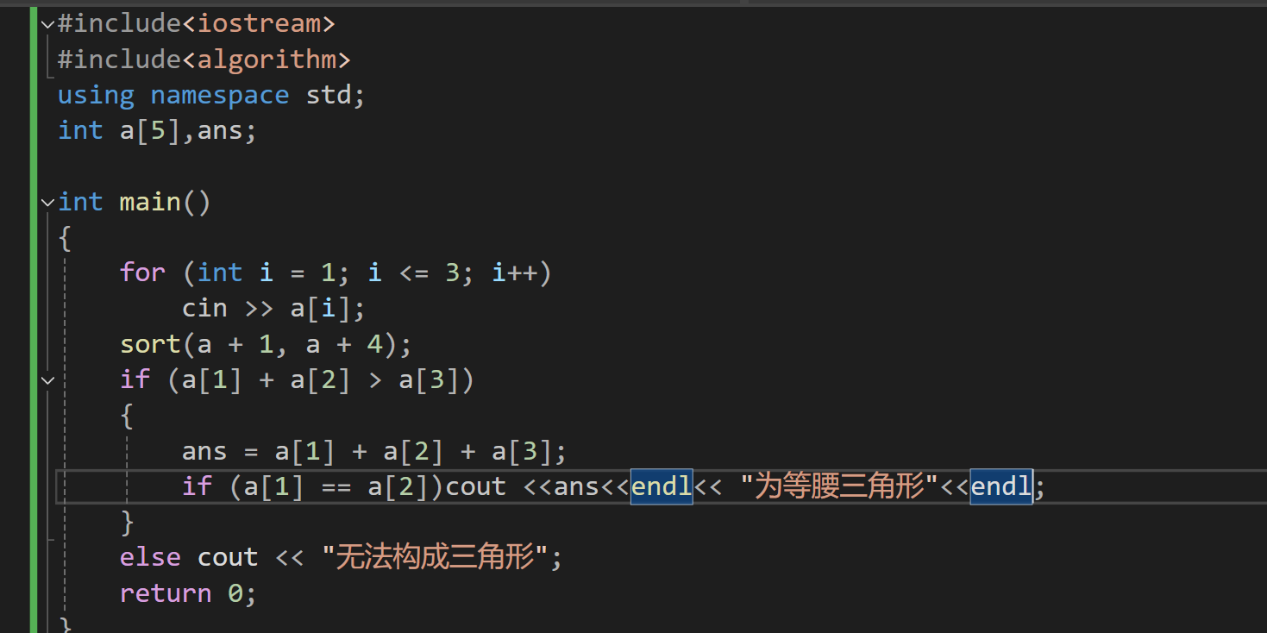 #include<iostream>
#include<algorithm>
using namespace std;
int a[5],ans;
int main()
{
for (int i = 1; i <= 3; i++)
cin >> a[i];
sort(a + 1, a + 4);
if (a[1] + a[2] > a[3])
{
ans = a[1] + a[2] + a[3];
if (a[1] == a[2])cout <<ans<<endl<< "为等腰三角形"<<endl;
}
else cout << "无法构成三角形";
return 0;
}